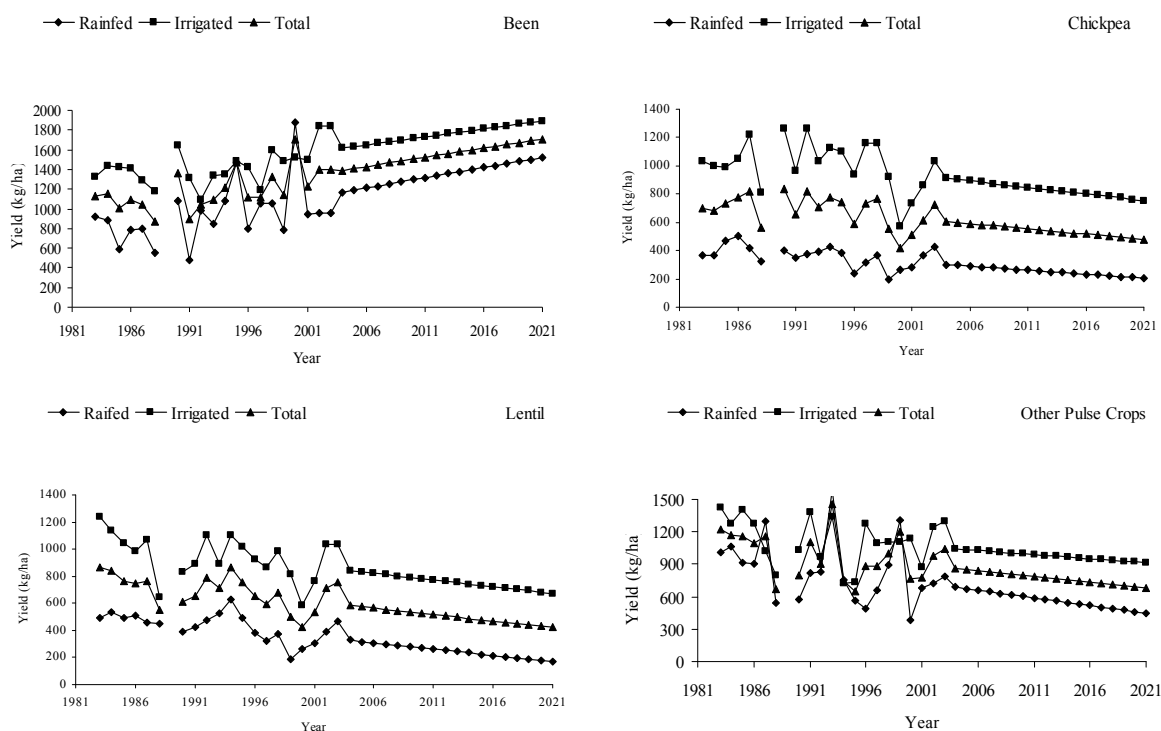 Rainfed Irrigated Total Been
Yield (kg/ha)
2000
1800
1600
1400
1200
1000
800
600
400
200
0
1981 1986 1991 1996 2001 2006 2011 2016 2021
Year
Rainfed Irrigated Total Chickpea
Yield (kg/ha)
1400
1200
1000
800
600
400
200
0
1981 1986 1991 1996 2001 2006 2011 2016 2021
Year
Raifed Irrigated Total Lentil
Yield (kg/ha)
1400
1200
1000
800
600
400
200
0
1981 1986 1991 1996 2001 2006 2011 2016 2021
Year
Rainfed Irrigated Total Other Pulse Crops
Yield (kg/ha
1500
1200
900
600
300
0
1981 1986 1991 1996 2001 2006 2011 2016 2021
Year